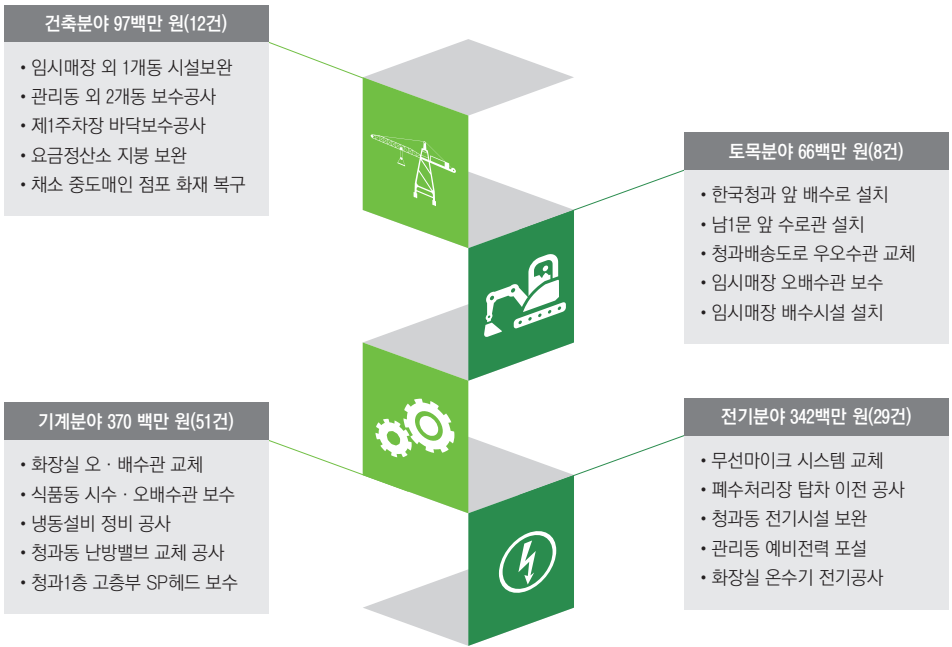 건축분야 97백만 원(12건)
• 임시매장 외 1개동 시설보완
• 관리동 외 2개동 보수공사
• 제1주차장 바닥보수공사
• 요금정산소 지붕 보완
• 채소 중도매인 점포 화재 복구
토목분야 66백만 원(8건)
• 한국청과 앞 배수로 설치
• 남1문 앞 수로관 설치
• 청과배송도로 우오수관 교체
• 임시매장 오배수관 보수
• 임시매장 배수시설 설치
기계분야 370 백만 원(51건)
• 화장실 오 · 배수관 교체
• 식품동 시수 · 오배수관 보수
• 냉동설비 정비 공사
• 청과동 난방밸브 교체 공사
• 청과1층 고층부 SP헤드 보수
전기분야 342백만 원(29건)
• 무선마이크 시스템 교체
• 폐수처리장 탑차 이전 공사
• 청과동 전기시설 보완
• 관리동 예비전력 포설
• 화장실 온수기 전기공사